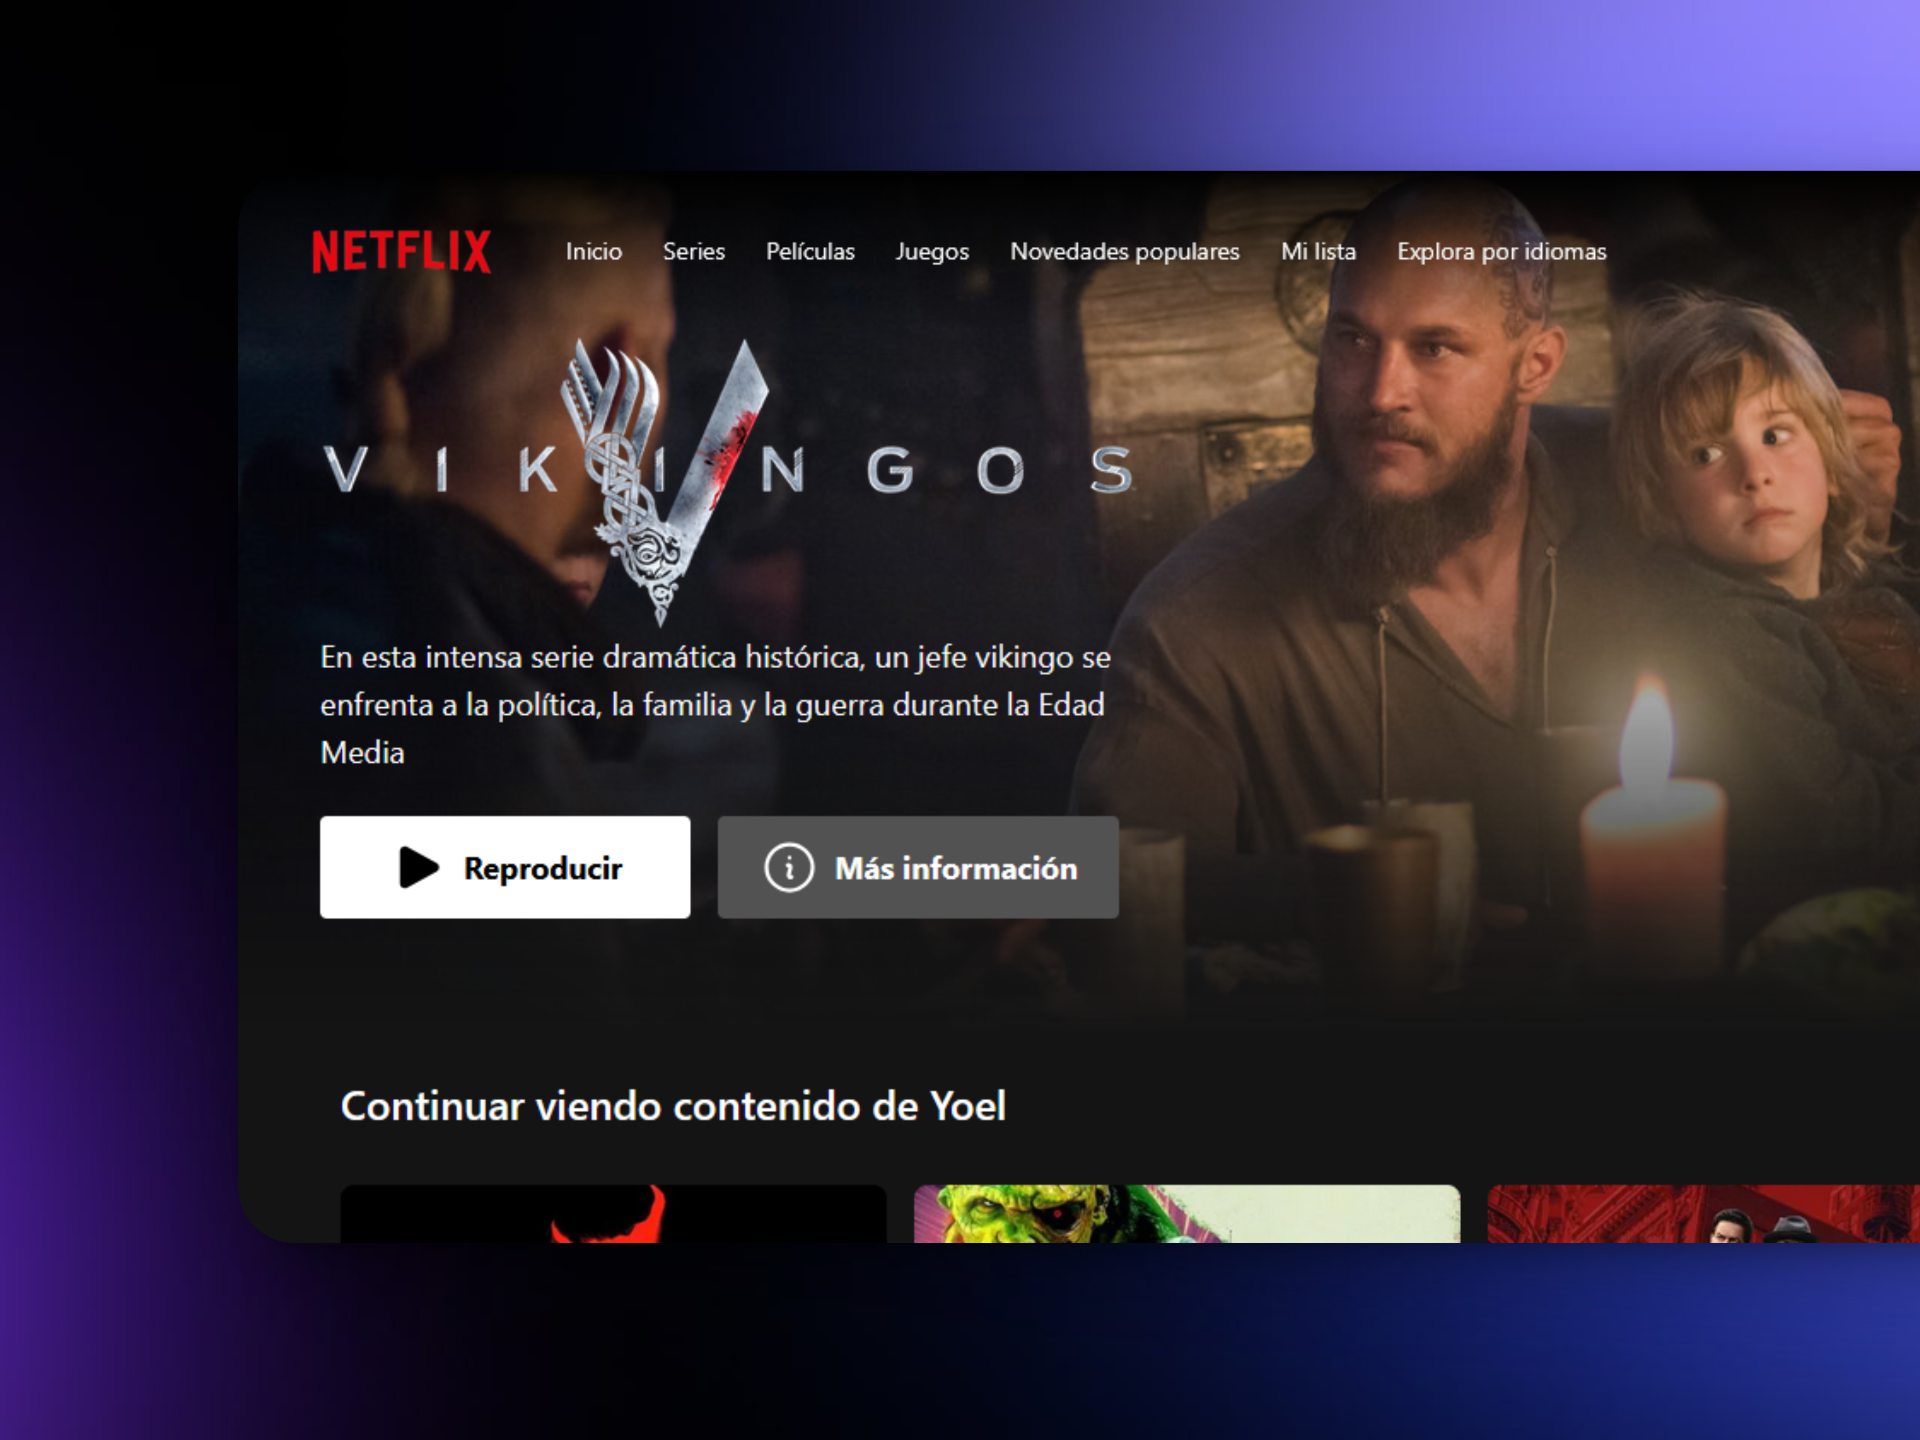 NETFLIX
Inicio Series Películas Juegos Novedades populares Mi lista Explora por idiomas
VIKINGOS
En esta intensa serie dramática histórica, un jefe vikingo se
enfrenta a la política, la familia y la guerra durante la Edad
Media
Reproducir
Más información
Continuar viendo contenido de Yoel